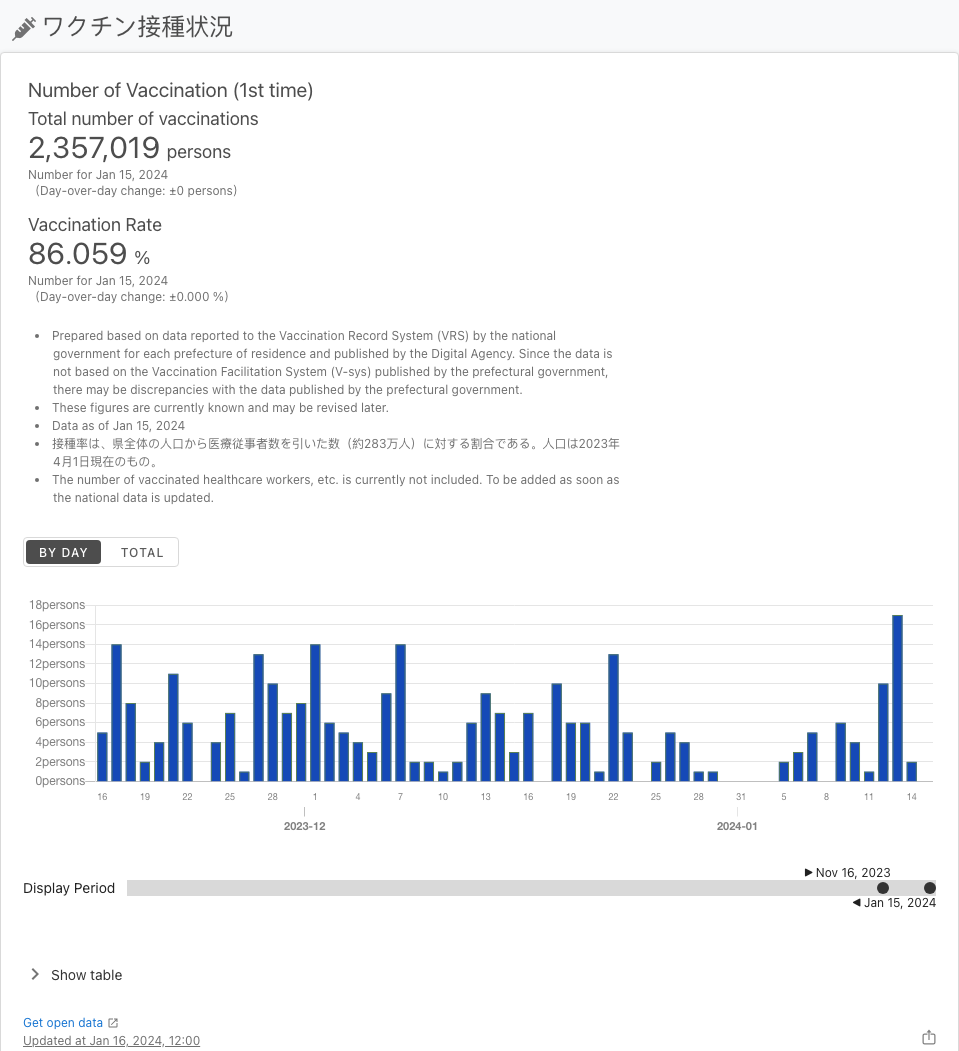 ワクチン接種状況
Number of Vaccination (1st time)
Total number of vaccinations
2,357,019 persons
Number for Jan 15, 2024
(Day-over-day change: ±0 persons)
Vaccination Rate
86.059 %
Number for Jan 15, 2024
(Day-over-day change: ±0.000 %)
• Prepared based on data reported to the Vaccination Record System (VRS) by the national
government for each prefecture of residence and published by the Digital Agency. Since the data is
not based on the Vaccination Facilitation System (V-sys) published by the prefectural government,
there may be discrepancies with the data published by the prefectural government.
• These figures are currently known and may be revised later.
• Data as of Jan 15, 2024
• 接種率は、県全体の人口から医療従事者数を引いた数（約283万人）に対する割合である。人口は2023年
4月1日現在のもの。
• The number of vaccinated healthcare workers, etc. is currently not included. To be added as soon as
the national data is updated.
BY DAY TOTAL
18persons
16persons
14persons
12persons
10persons
8persons
6persons
4persons
2persons
0persons
16 19 22 25 28 1 4 7 10 13 16 19 22 25 28 31 5 8 11 14
2023-12 2024-01
Nov 16, 2023
Display Period
Jan 15, 2024
Show table
Get open data
Updated at Jan 16, 2024, 12:00